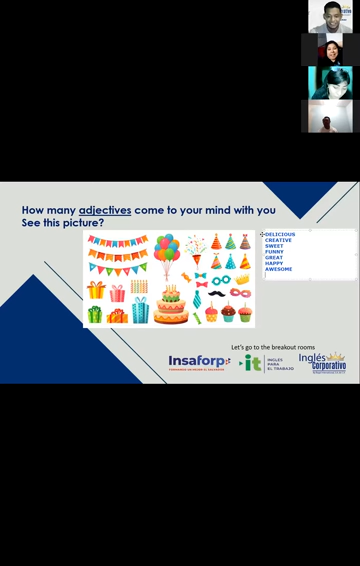 How many adjectives come to your mind with you
See this picture?
DELICIOUS
CREATIVE
SWEET
FUNNY
GREAT
HAPPY
AWESOME
Let's go to the breakout rooms
Insaforp
it
INGLÉS
PARA
EL TRABAJO
Inglés
Corporativo